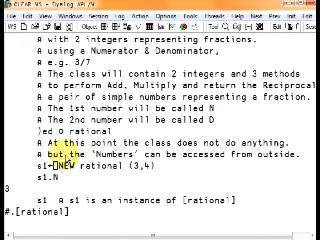 CLEAR WS - Dyalog APL/W
File Edit View Windows Session Log Action Options Tools Threads Help
⍝ with 2 integers representing fractions.
⍝ using a Numerator & Denominator,
⍝ e.g. 3/7
⍝ The class will contain 2 integers and 3 methods
⍝ to perform Add, Multiply and return the Reciprocal
⍝ a pair of simple numbers representing a fraction.
⍝ The 1st number will be called N
⍝ The 2nd number will be called D
)ed ○ rational
⍝ At this point the class does not do anything.
⍝ but the 'Numbers' can be accessed from outside.
s1←⎕NEW rational (3,4)
s1.N
3
s1 ⍝ s1 is an instance of [rational]
#.[rational]